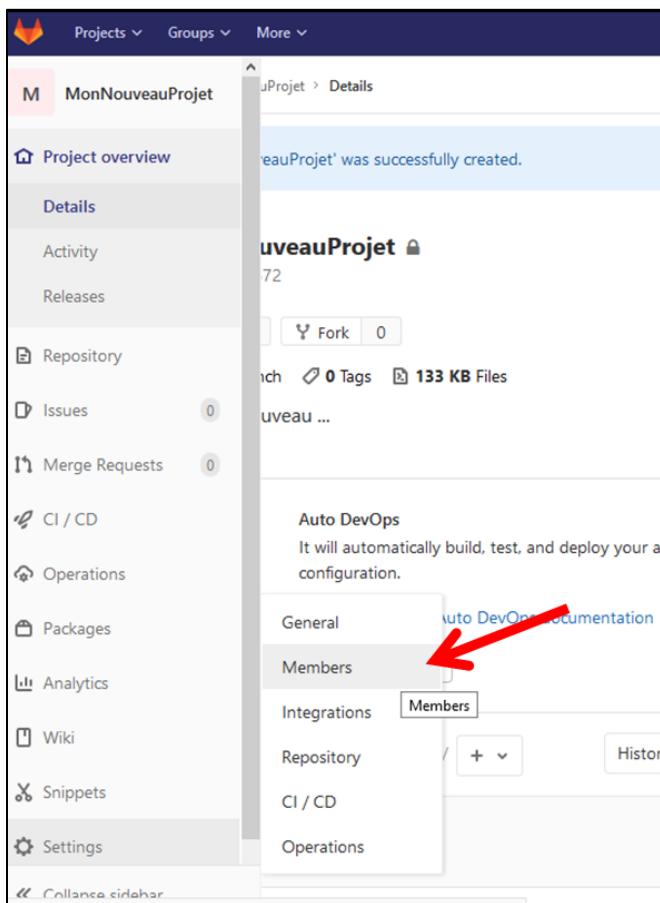 Projects Groups More
M MonNouveauProjet
uProjet > Details
Project overview
eauProjet' was successfully created.
Details
Activity
Releases
uveauProjet
72
Fork 0
Repository
nch 0 Tags 133 KB Files
Issues 0
uveau ...
Merge Requests 0
CI / CD
Auto DevOps
It will automatically build, test, and deploy your a
configuration.
Operations
Packages
Analytics
Wiki
Snippets
Settings
Collapse sidebar
General
Auto DevOps documentation
Members
Members
Integrations
Repository
/ +
Histor
CI / CD
Operations